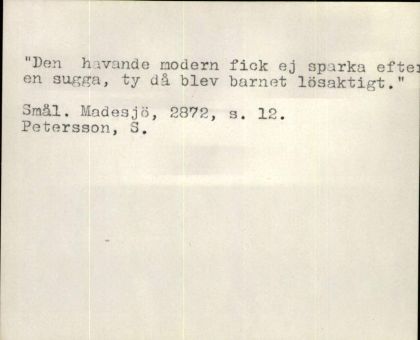 "Den havande modern fick ej sparka efter
en sugga, ty då blev barnet lösaktigt."
Smål. Madesjö, 2872, s. 12.
Petersson, S.